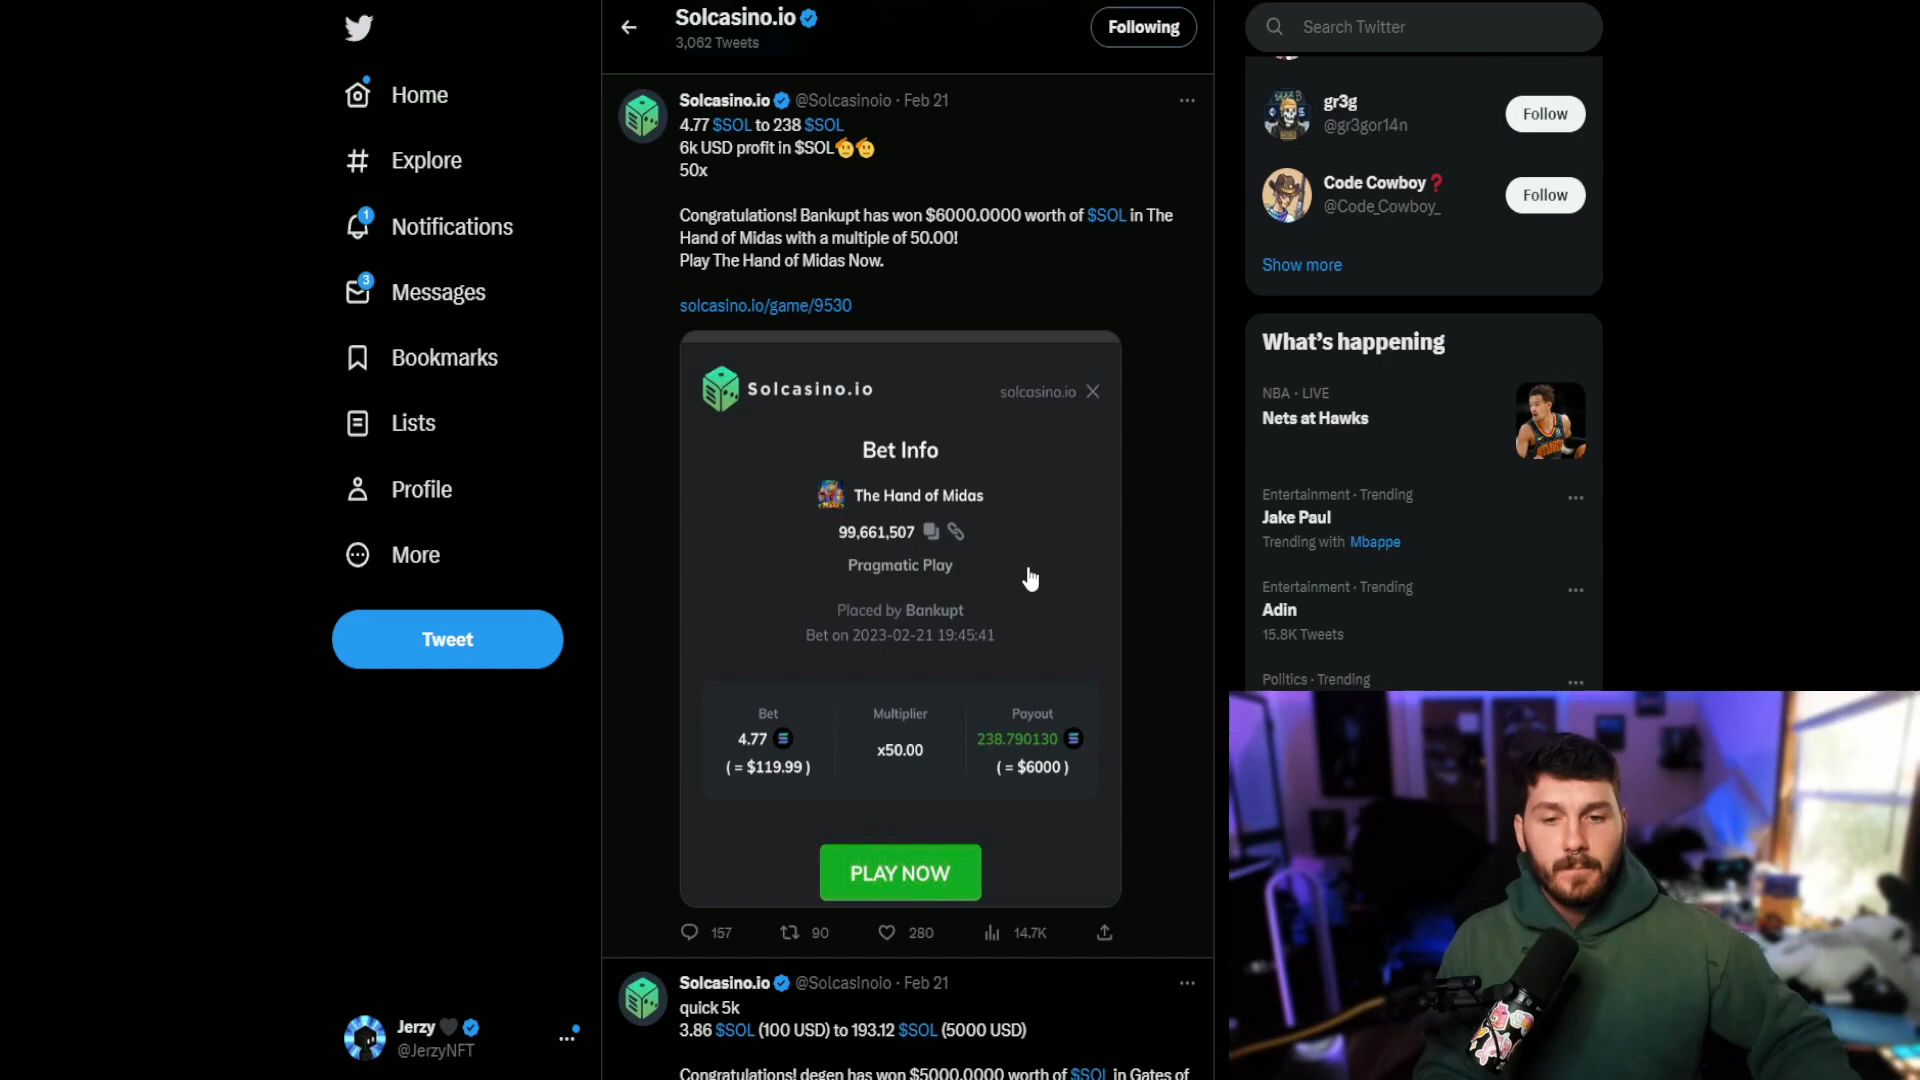 Home
Explore
1
Notifications
3
Messages
Bookmarks
Lists
Profile
More
Tweet
Jerzy
@JerzyNFT
Solcasino.io
3,062 Tweets
Following
Solcasino.io @Solcasinoio · Feb 21
4.77 $SOL to 238 $SOL
6k USD profit in $SOL
50x
Congratulations! Bankupt has won $6000.0000 worth of $SOL in The
Hand of Midas with a multiple of 50.00!
Play The Hand of Midas Now.
solcasino.io/game/9530
Solcasino.io
solcasino.io
Bet Info
The Hand of Midas
99,661,507
Pragmatic Play
Placed by Bankupt
Bet on 2023-02-21 19:45:41
Bet Multiplier Payout
4.77 x50.00 238.790130
( = $119.99 ) ( = $6000 )
PLAY NOW
157 90 280 14.7K
Solcasino.io @Solcasinoio · Feb 21
quick 5k
3.86 $SOL (100 USD) to 193.12 $SOL (5000 USD)
Congratulations! degen has won $5000.0000 worth of $SOL in Gates of
Search Twitter
gr3g
@gr3gor14n
Follow
Code Cowboy❓
@Code_Cowboy_
Follow
Show more
What's happening
NBA · LIVE
Nets at Hawks
Entertainment · Trending
Jake Paul
Trending with Mbappe
Entertainment · Trending
Adin
15.8K Tweets
Politics · Trending